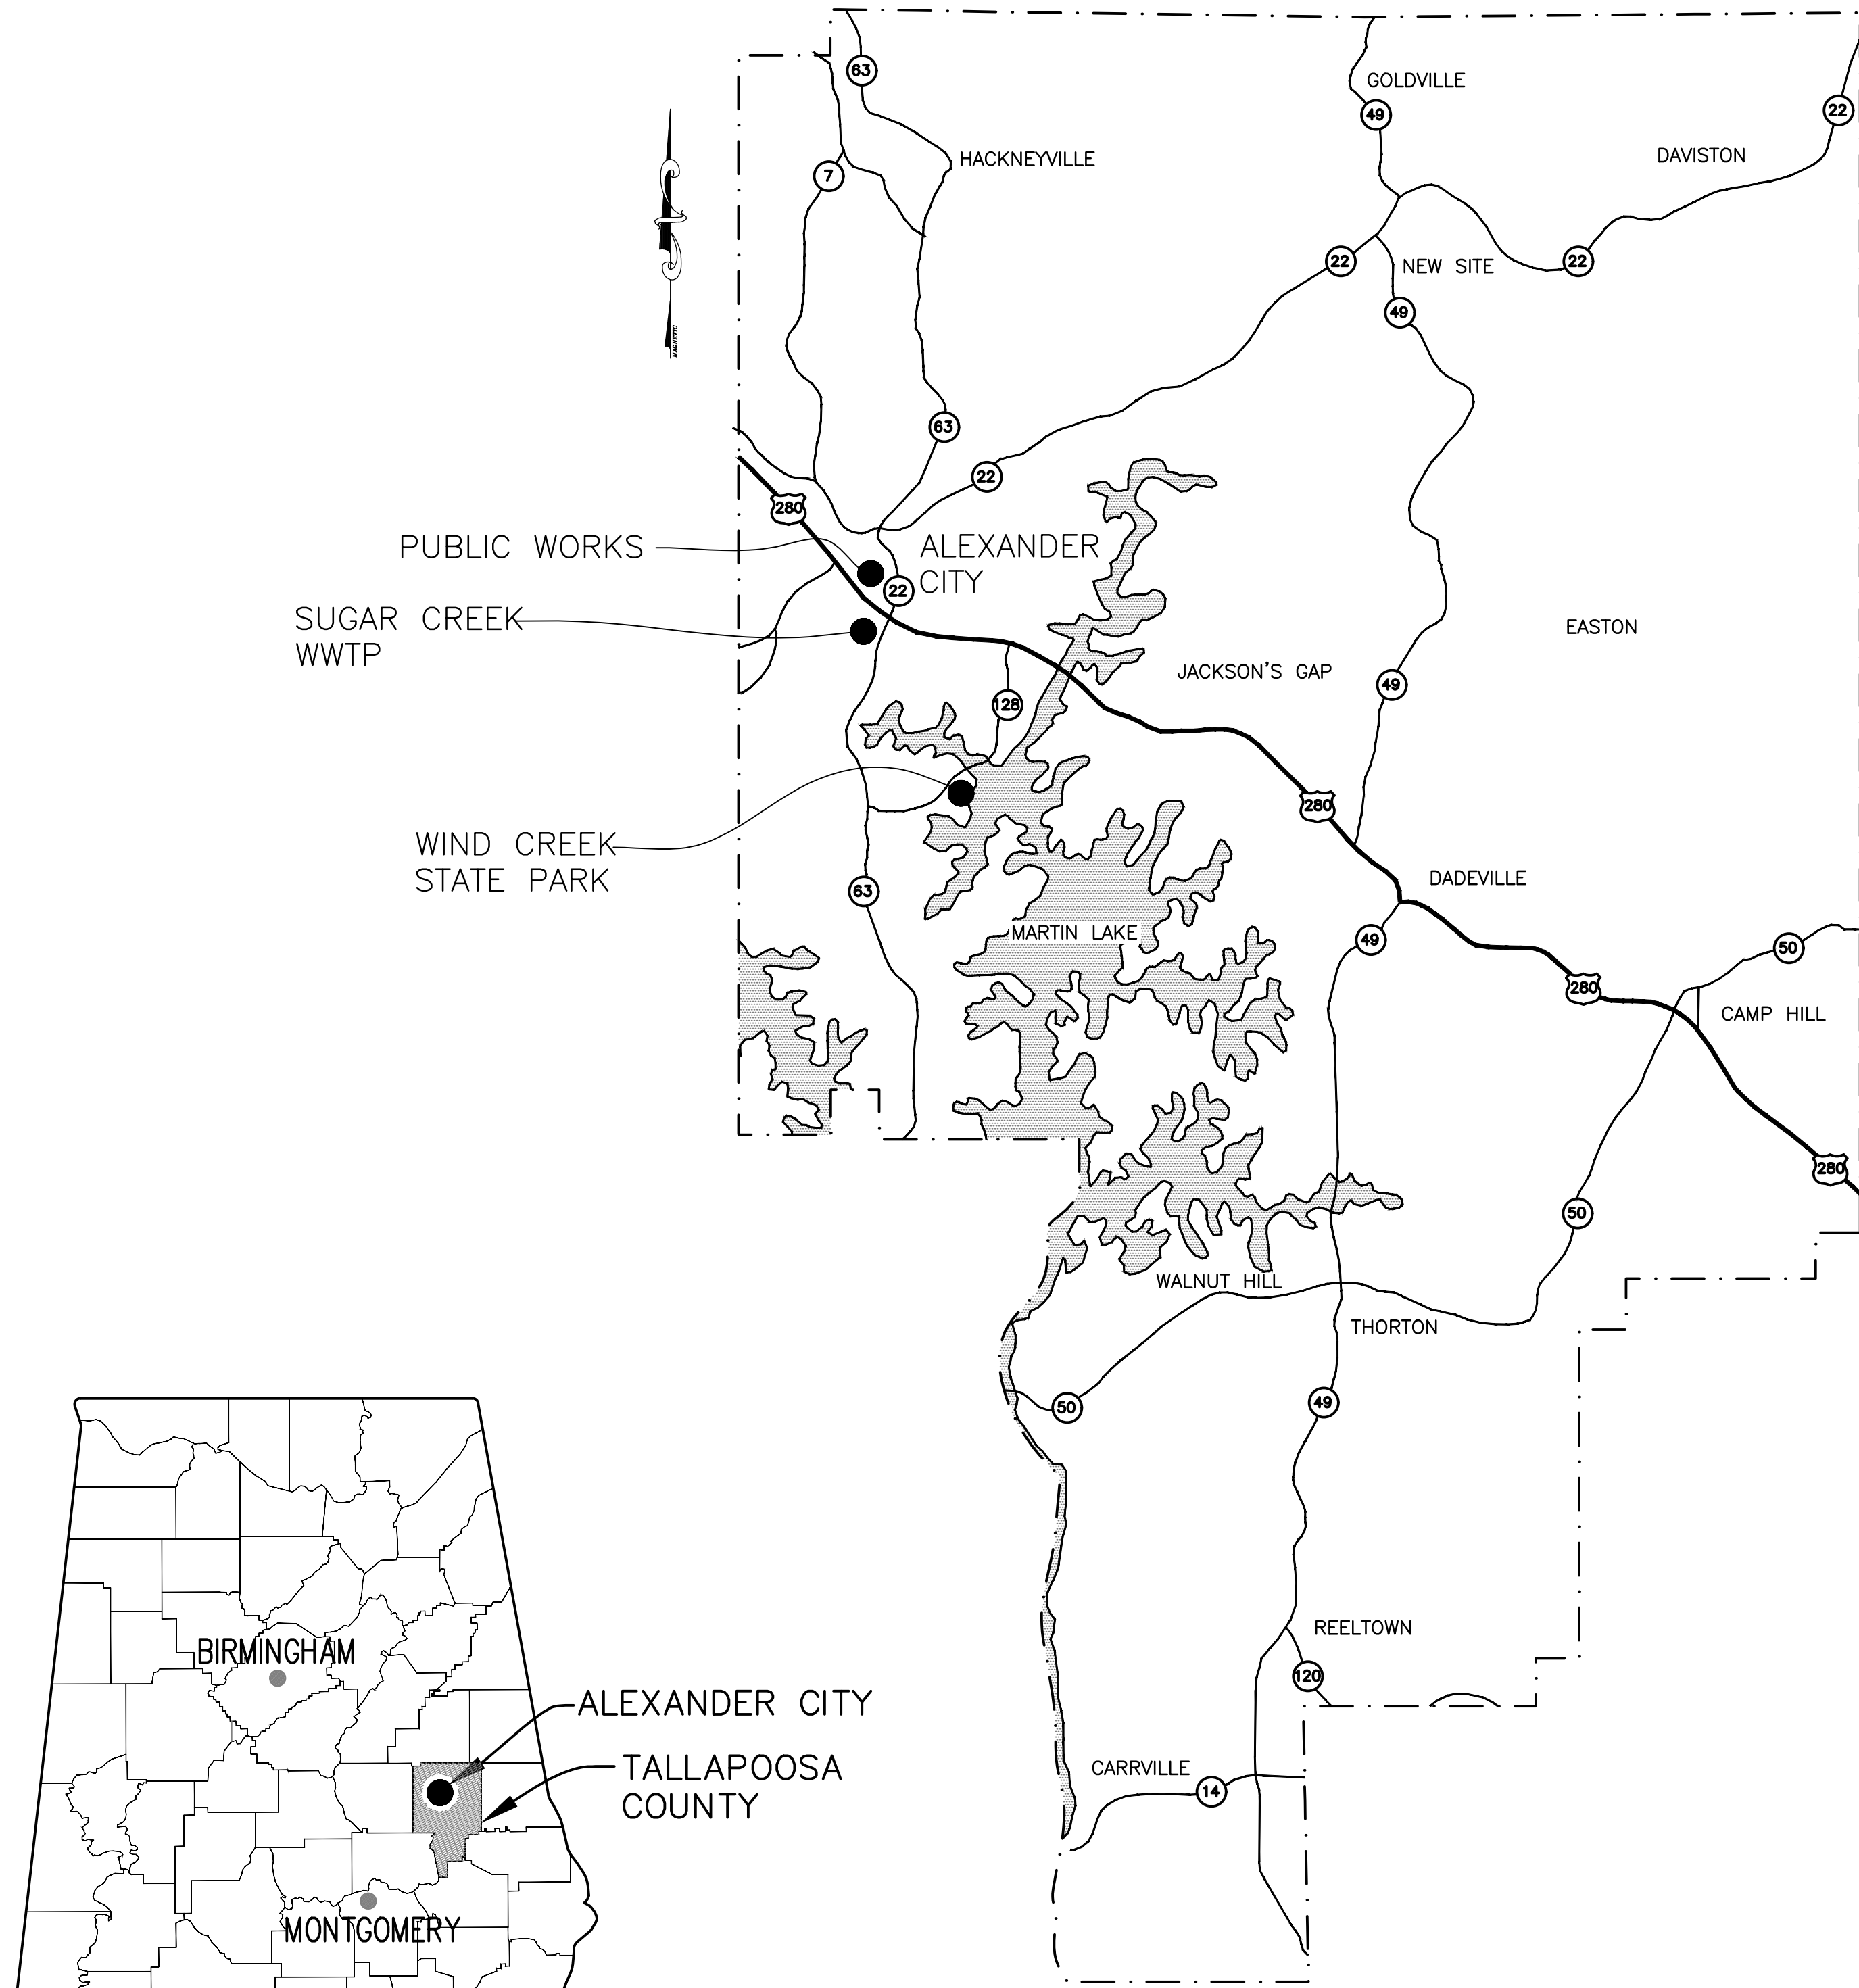 63
GOLDVILLE
49
22
HACKNEYVILLE
DAVISTON
7
22
NEW SITE
22
49
MAGNETIC
63
22
280
PUBLIC WORKS
ALEXANDER
CITY
22
SUGAR CREEK
WWTP
EASTON
JACKSON'S GAP
49
128
280
WIND CREEK
STATE PARK
63
DADEVILLE
MARTIN LAKE
49
50
280
CAMP HILL
280
50
WALNUT HILL
THORTON
50
49
REELTOWN
120
BIRMINGHAM
ALEXANDER CITY
TALLAPOOSA
COUNTY
CARRVILLE
14
MONTGOMERY